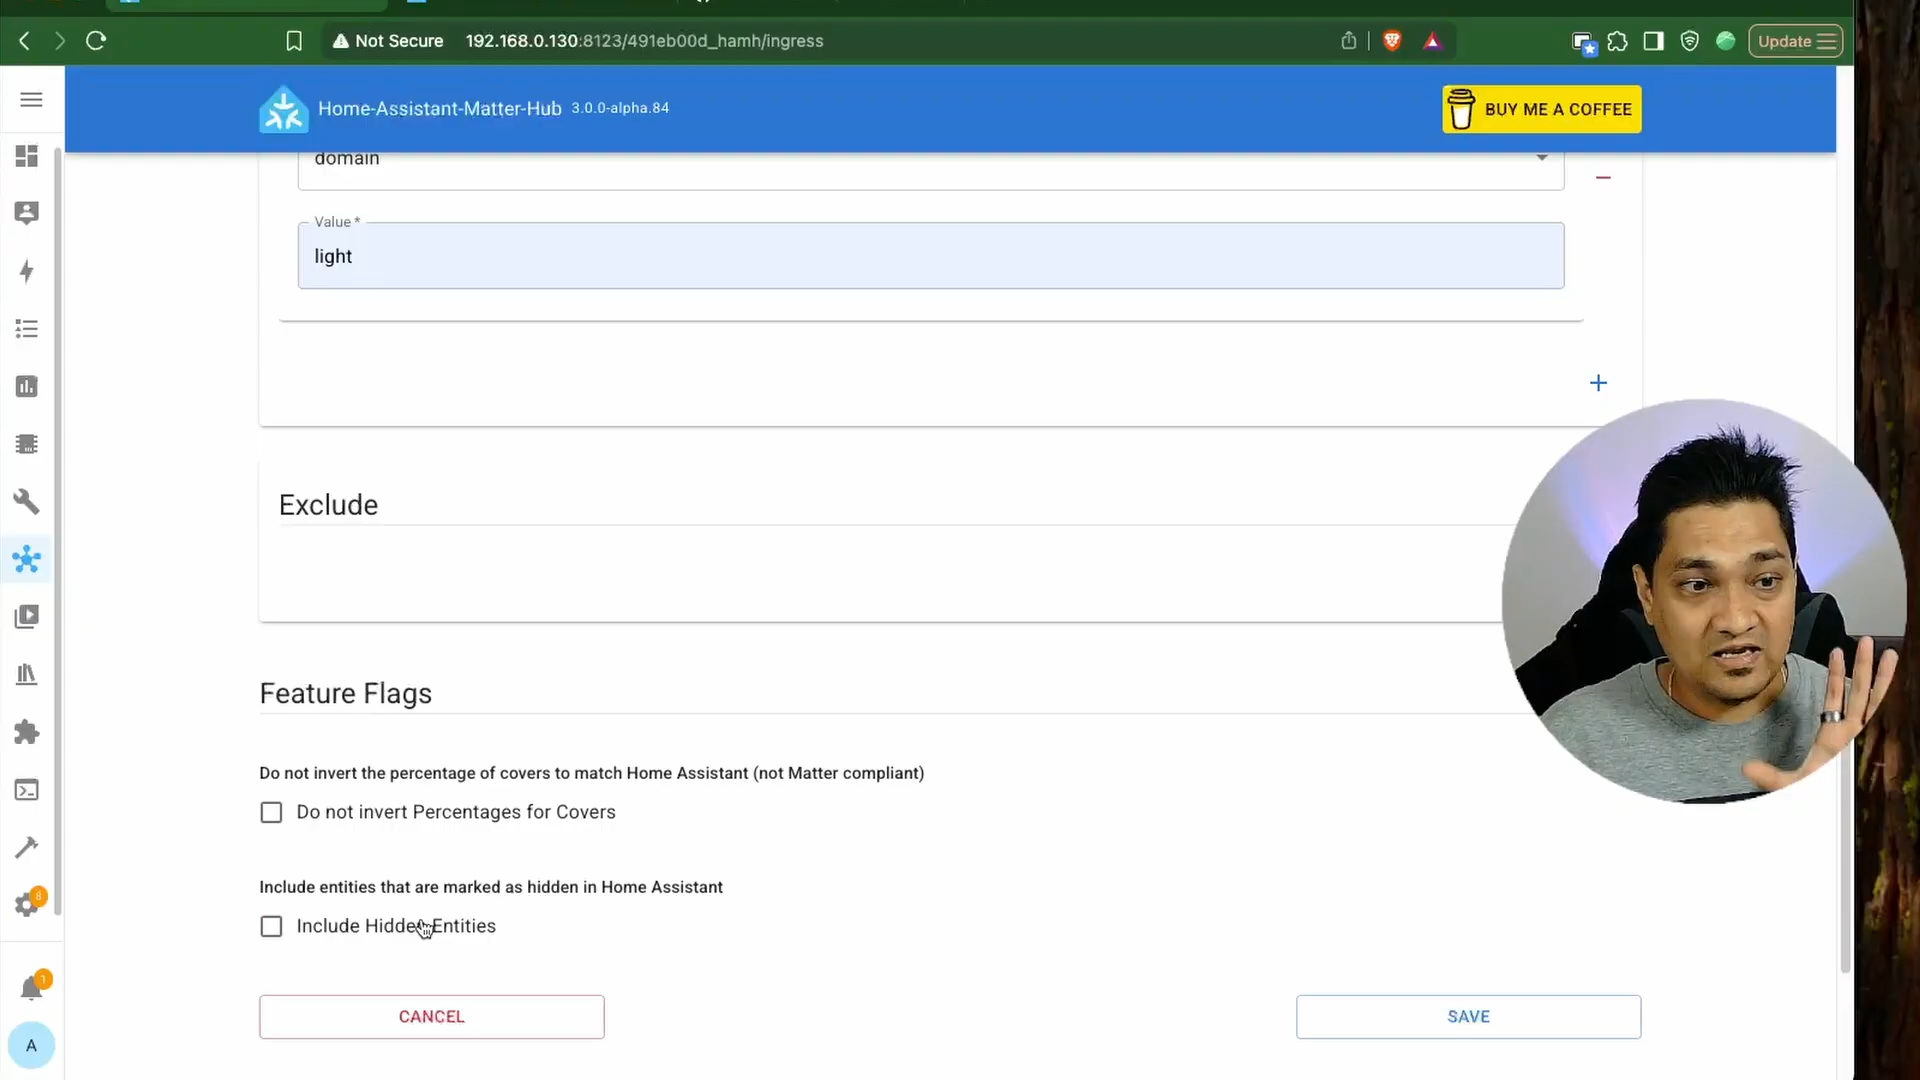 Not Secure 192.168.0.130:8123/491eb00d_hamh/ingress
Update
Home-Assistant-Matter-Hub 3.0.0-alpha.84
BUY ME A COFFEE
domain
Value *
light
Exclude
Feature Flags
Do not invert the percentage of covers to match Home Assistant (not Matter compliant)
Do not invert Percentages for Covers
Include entities that are marked as hidden in Home Assistant
Include Hidden Entities
8
1
CANCEL
SAVE
A